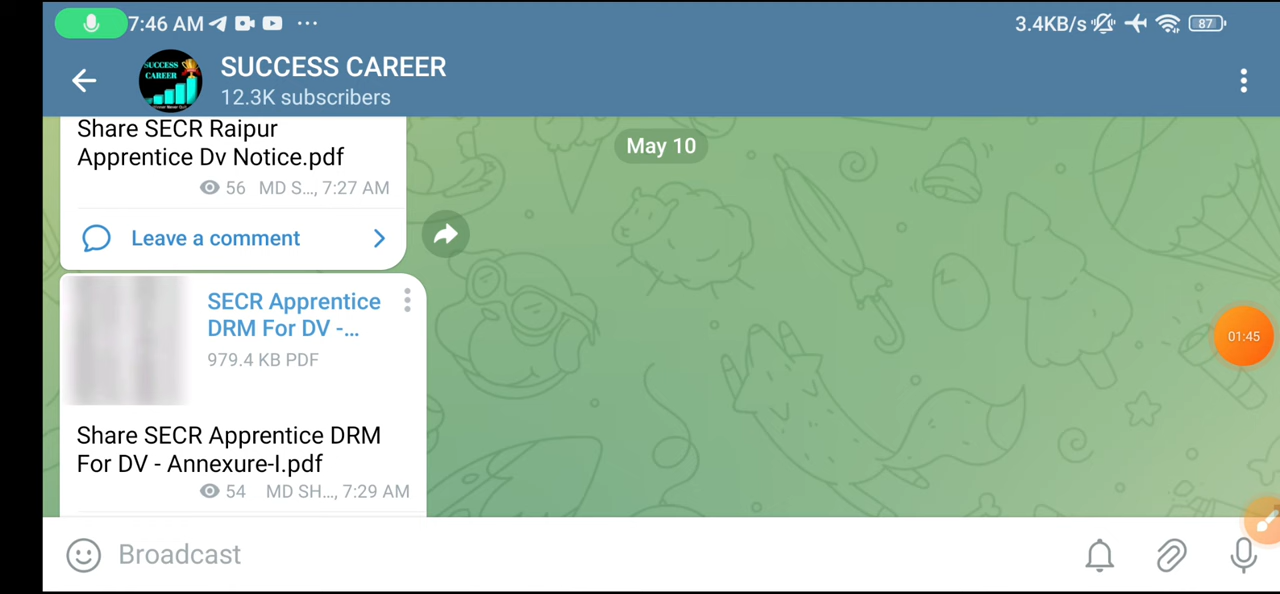 7:46 AM ...
3.4KB/s 87
SUCCESS CAREER
SUCCESS
CAREER
12.3K subscribers
May 10
Share SECR Raipur
Apprentice Dv Notice.pdf
56 MD S..., 7:27 AM
Leave a comment
SECR Apprentice
DRM For DV -...
979.4 KB PDF
01:45
Share SECR Apprentice DRM
For DV - Annexure-I.pdf
54 MD SH..., 7:29 AM
Broadcast